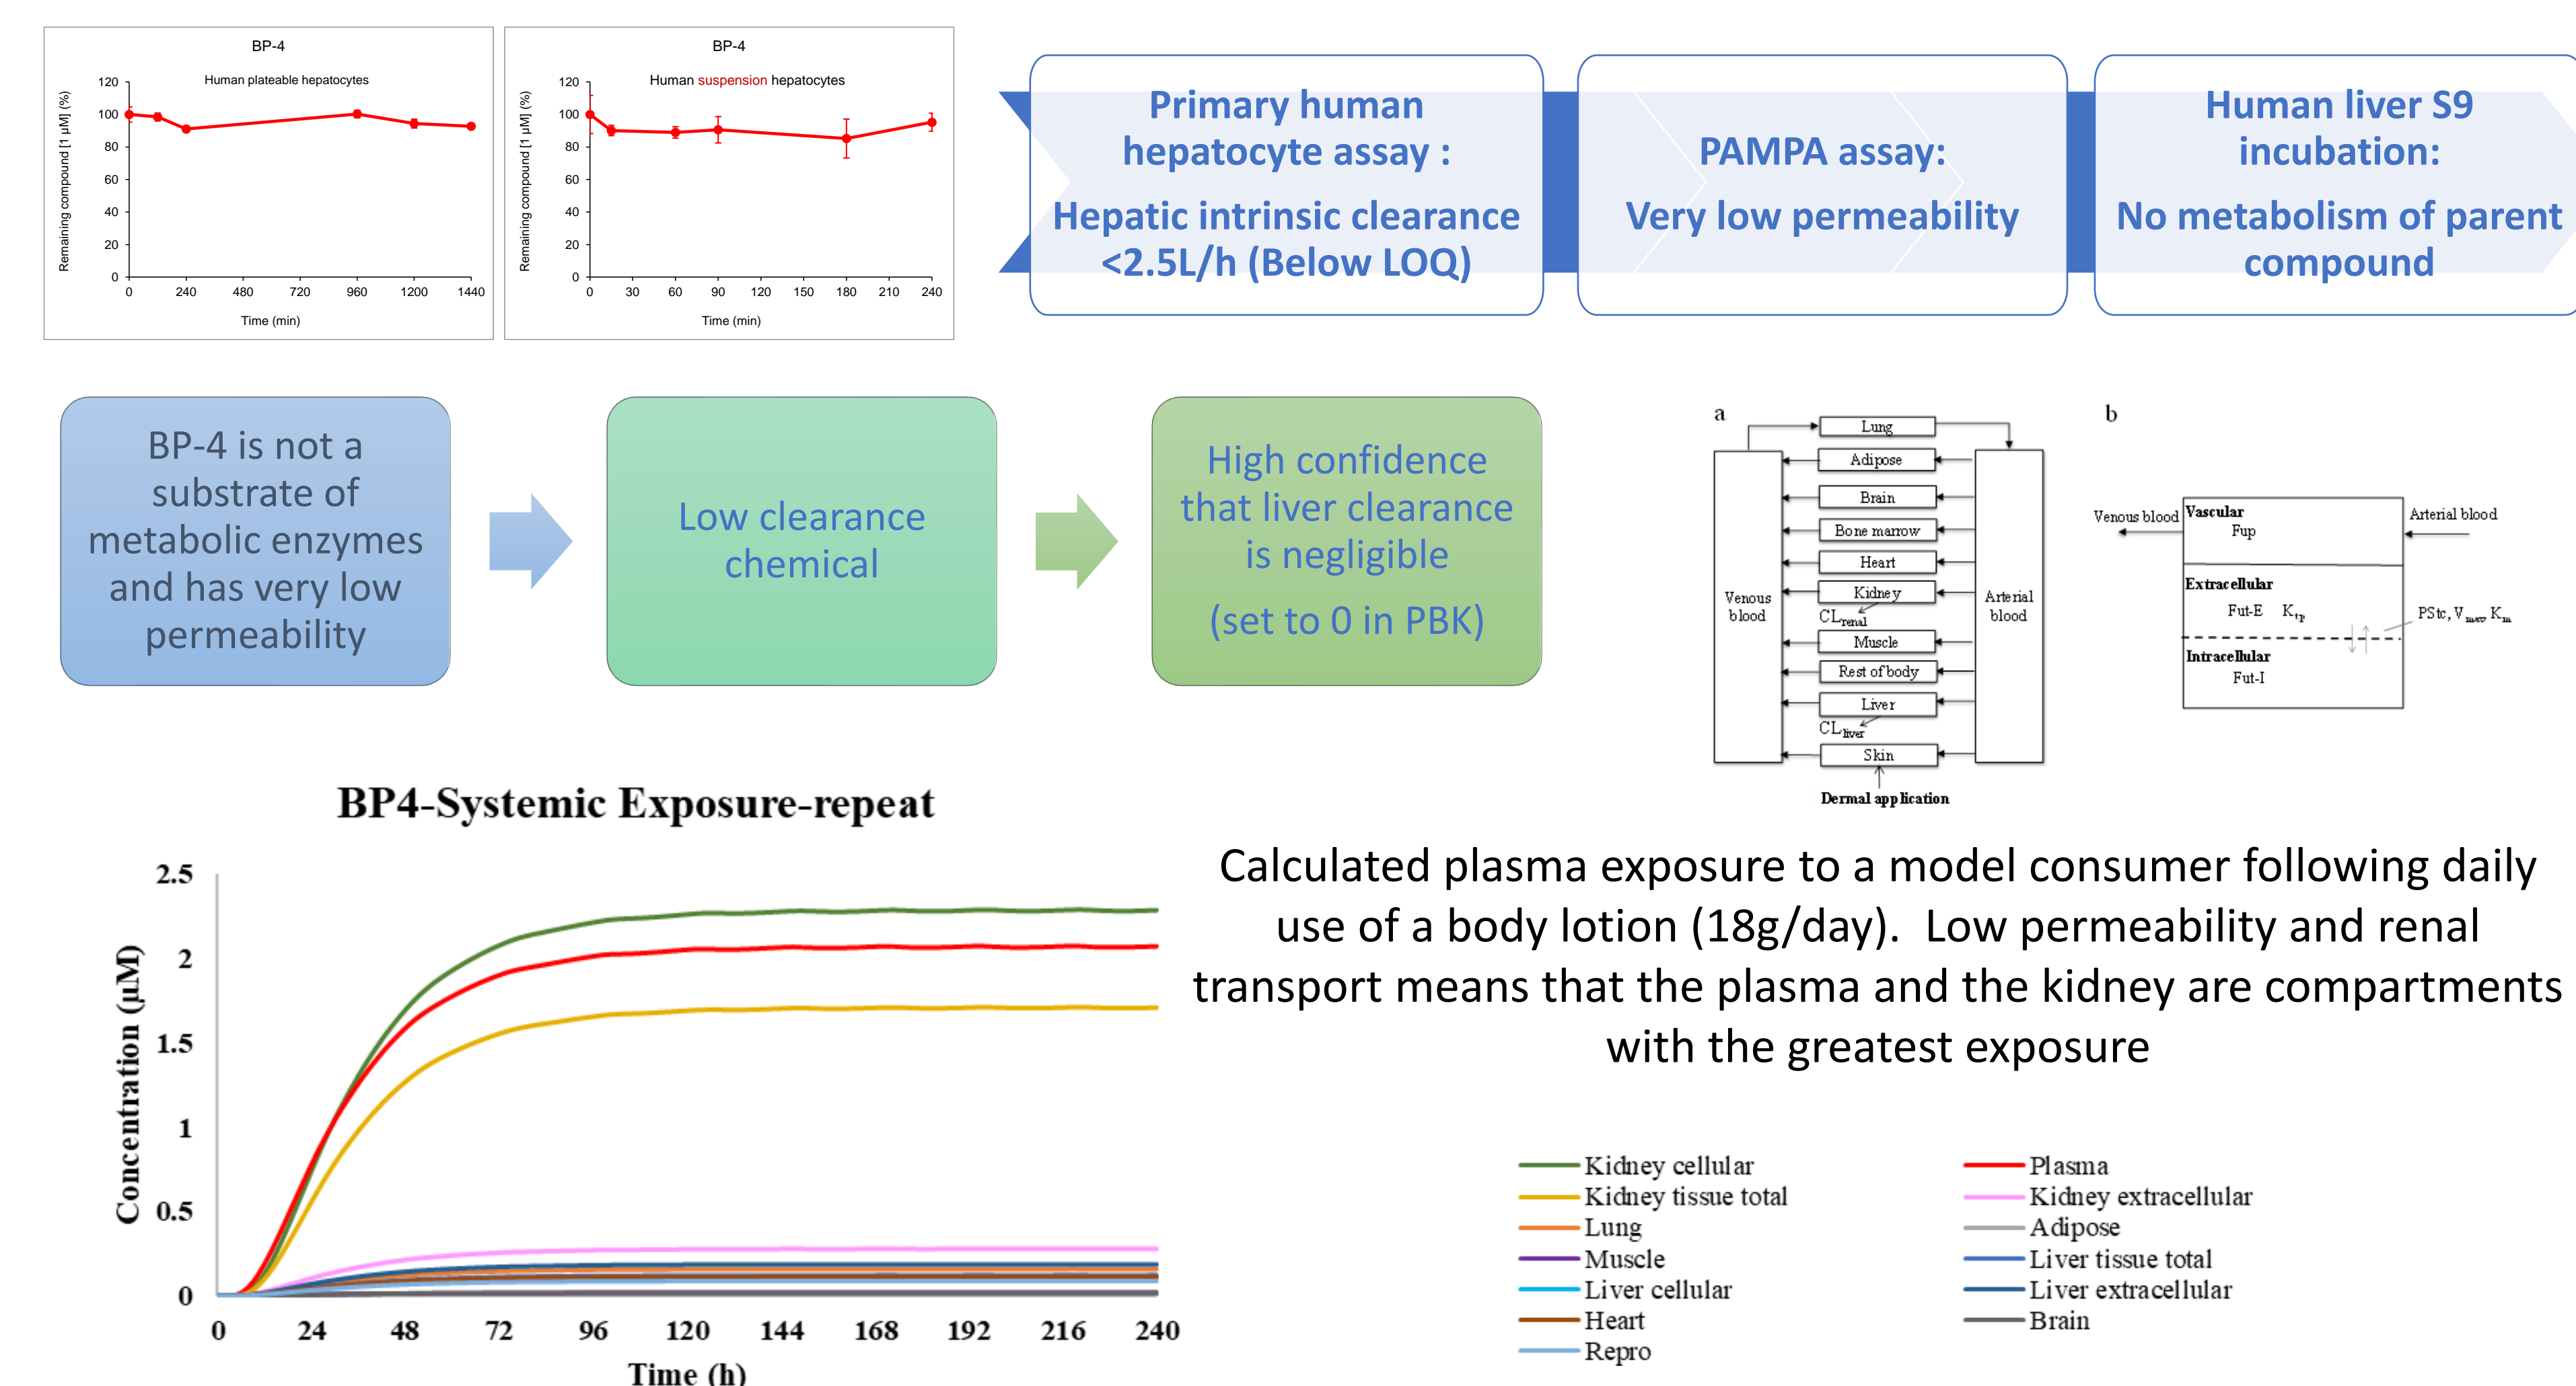 BP-4
Human plateable hepatocytes
Remaining compound [1 µM] (%)
120
100
80
60
40
20
0
0 240 480 720 960 1200 1440
Time (min)
BP-4
Human suspension hepatocytes
Remaining compound [1 µM] (%)
120
100
80
60
40
20
0
0 30 60 90 120 150 180 210 240
Time (min)
Primary human
hepatocyte assay :
Hepatic intrinsic clearance
<2.5L/h (Below LOQ)
PAMPA assay:
Very low permeability
Human liver S9
incubation:
No metabolism of parent
compound
BP-4 is not a
substrate of
metabolic enzymes
and has very low
permeability
Low clearance
chemical
High confidence
that liver clearance
is negligible
(set to 0 in PBK)
a
Lung
Adipose
Brain
Bone marrow
Heart
Kidney
CLrenal
Muscle
Rest of body
Liver
CLliver
Skin
Venous
blood
Arterial
blood
Dermal application
b
Venous blood
Arterial blood
Vascular
Fup
Extracellular
Fut-E Ktp
PStc, Vmax, Km
Intracellular
Fut-I
BP4-Systemic Exposure-repeat
Concentration (µM)
2.5
2
1.5
1
0.5
0
0 24 48 72 96 120 144 168 192 216 240
Time (h)
Calculated plasma exposure to a model consumer following daily
use of a body lotion (18g/day). Low permeability and renal
transport means that the plasma and the kidney are compartments
with the greatest exposure
Kidney cellular
Plasma
Kidney tissue total
Kidney extracellular
Lung
Adipose
Muscle
Liver tissue total
Liver cellular
Liver extracellular
Heart
Brain
Repro